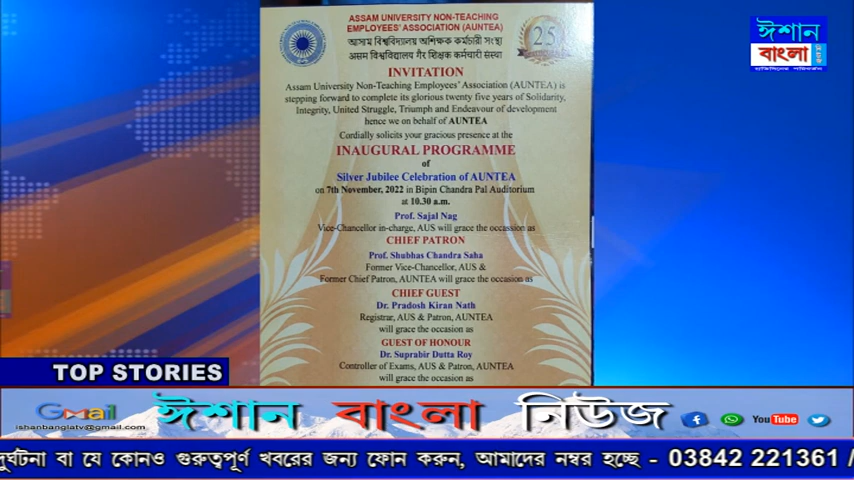 ASSAM UNIVERSITY NON-TEACHING
EMPLOYEES' ASSOCIATION (AUNTEA)
আসাম বিশ্ববিদ্যালয় অশিক্ষক কর্মচারী সংস্থা
অসম বিশ্ববিদ্যালয় গৈর শিক্ষক কর্মচারী সংস্থা
25
INVITATION
Assam University Non-Teaching Employees' Association (AUNTEA) is
stepping forward to complete its glorious twenty five years of Solidarity,
Integrity, United Struggle, Triumph and Endeavour of development
hence we on behalf of AUNTEA
Cordially solicits your gracious presence at the
INAUGURAL PROGRAMME
of
Silver Jubilee Celebration of AUNTEA
on 7th November, 2022 in Bipin Chandra Pal Auditorium
at 10.30 a.m.
Prof. Sajal Nag
Vice-Chancellor in-charge, AUS will grace the occassion as
CHIEF PATRON
Prof. Shubhas Chandra Saha
Former Vice-Chancellor, AUS &
Former Chief Patron, AUNTEA will grace the occasion as
CHIEF GUEST
Dr. Pradosh Kiran Nath
Registrar, AUS & Patron, AUNTEA
will grace the occasion as
GUEST OF HONOUR
Dr. Suprabir Dutta Roy
Controller of Exams, AUS & Patron, AUNTEA
will grace the occasion as
ঈশান
বাংলা
TOP STORIES
Gmail
ishanbanglatv@gmail.com
ঈশান বাংলা নিউজ
YouTube
দুর্ঘটনা বা যে কোনও গুরুত্বপূর্ণ খবরের জন্য ফোন করুন, আমাদের নম্বর হচ্ছে - 03842 221361 /